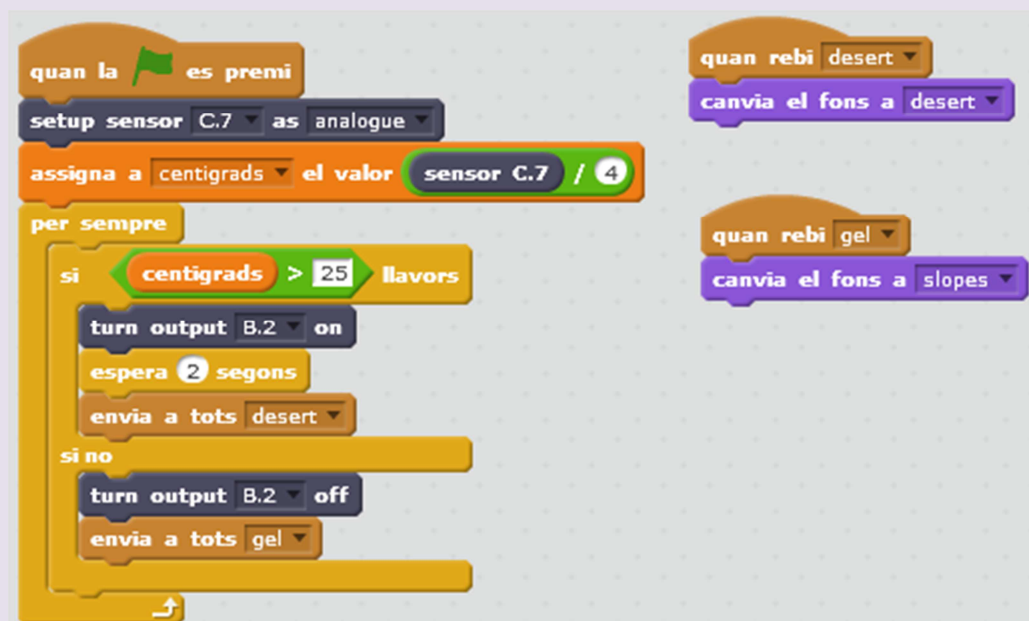 quan la es premi
setup sensor C.7 as analogue
assigna a centigrads el valor sensor C.7 / 4
per sempre
si centigrads > 25 llavors
turn output B.2 on
espera 2 segons
envia a tots desert
si no
turn output B.2 off
envia a tots gel
quan rebi desert
canvia el fons a desert
quan rebi gel
canvia el fons a slopes